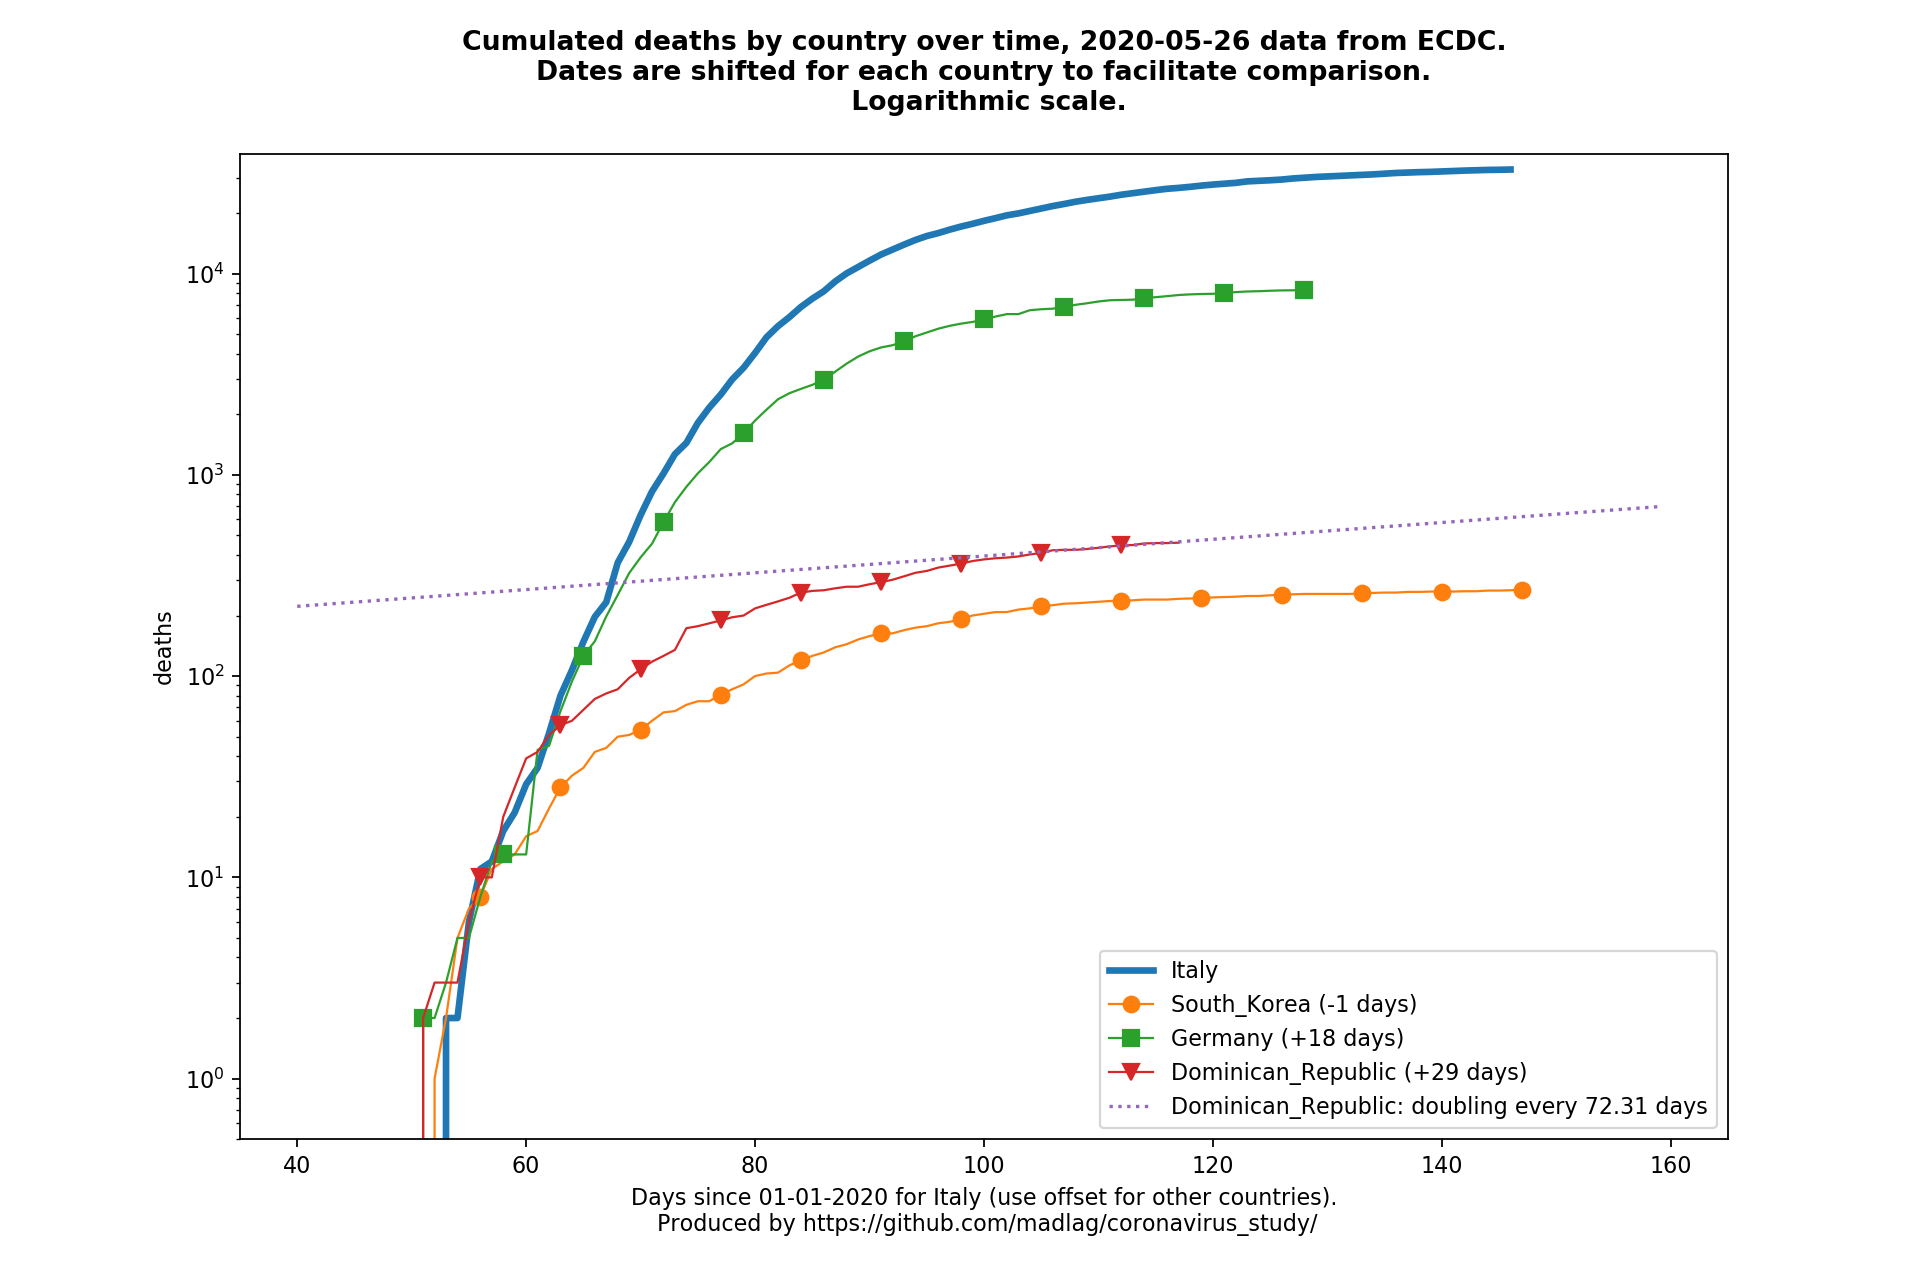 Cumulated deaths by country over time, 2020-05-26 data from ECDC.
Dates are shifted for each country to facilitate comparison.
Logarithmic scale.
10^4
10^3
10^2
10^1
10^0
deaths
Italy
South_Korea (-1 days)
Germany (+18 days)
Dominican_Republic (+29 days)
Dominican_Republic: doubling every 72.31 days
40 60 80 100 120 140 160
Days since 01-01-2020 for Italy (use offset for other countries).
Produced by https://github.com/madlag/coronavirus_study/